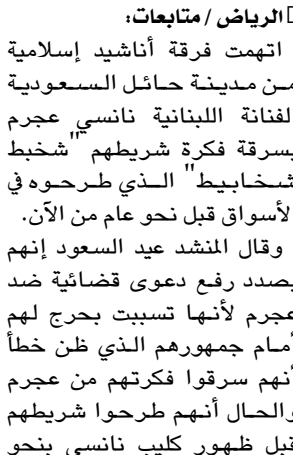 الرياض / متابعات:
اتهمت فرقة أناشيد إسلامية
من مدينة حائل السعودية
لفنانة اللبنانية نانسي عجرم
بسرقة فكرة شريطهم "شخبط
شخابيط" الذي طرحوه في
لأسواق قبل نحو عام من الآن.
وقال المنشد عيد السعود إنهم
بصدد رفع دعوى قضائية ضد
عجرم لأنها تسببت بحرج لهم
أمام جمهورهم الذي ظن خطأ
أنهم سرقوا فكرتهم من عجرم
والحال أنهم طرحوا شريطهم
قبل ظهور كليب نانسي بنحو